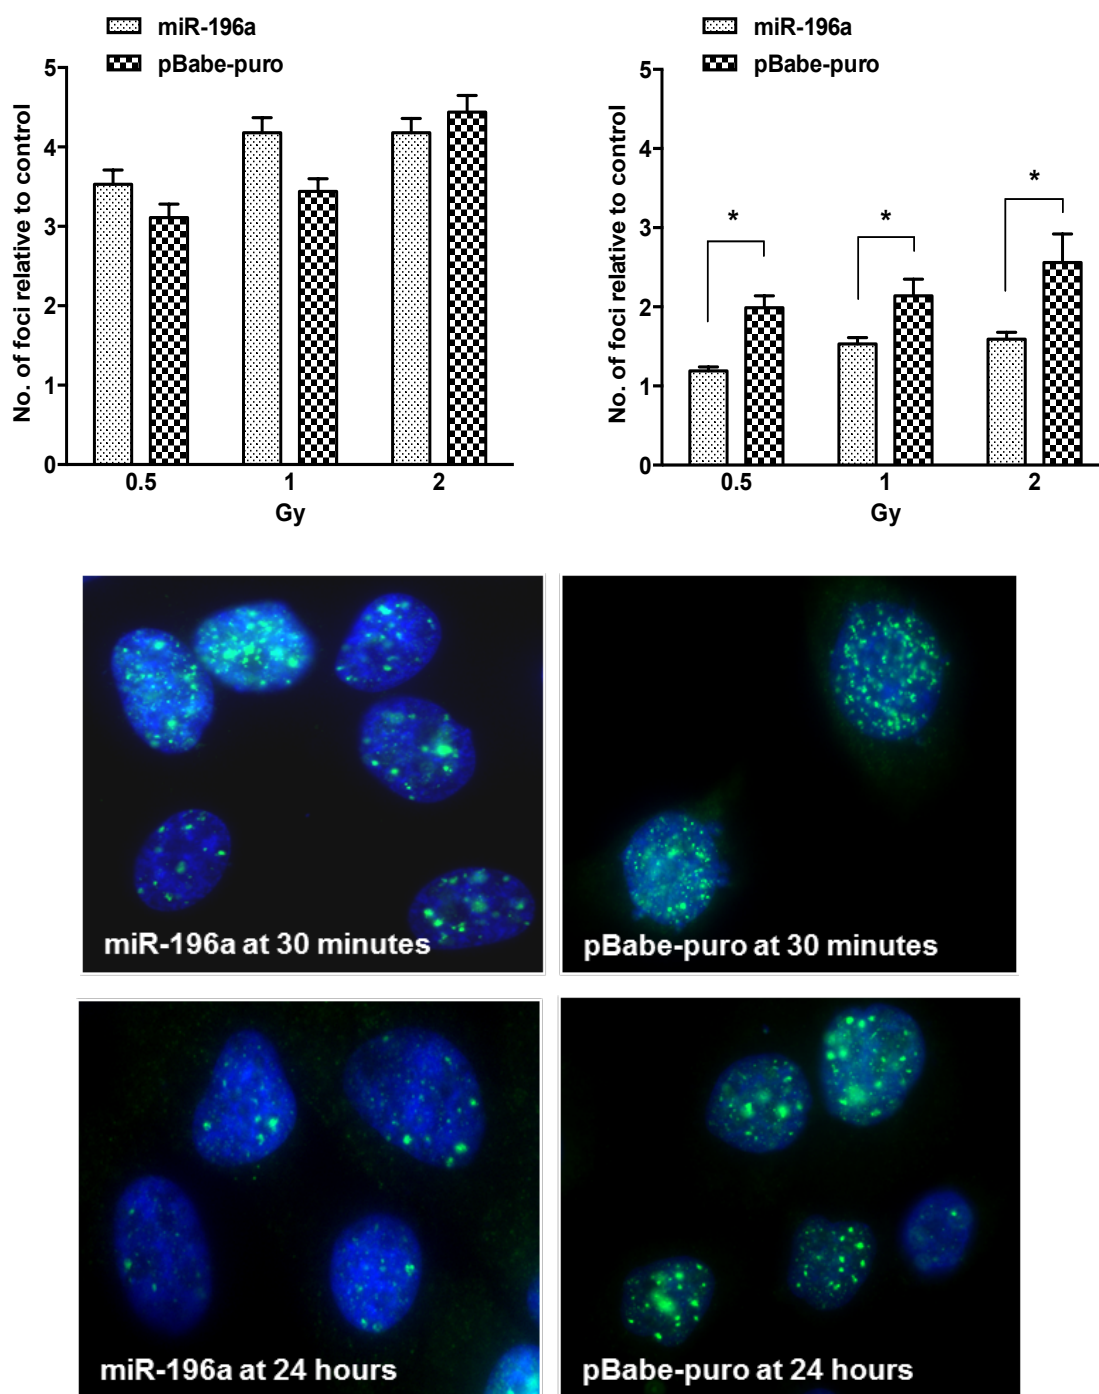 miR-196a
pBabe-puro
No. of foci relative to control
5
4
3
2
1
0
0.5 1 2
Gy
miR-196a
pBabe-puro
No. of foci relative to control
5
4
3
2
1
0
* * *
0.5 1 2
Gy
miR-196a at 30 minutes
pBabe-puro at 30 minutes
miR-196a at 24 hours
pBabe-puro at 24 hours